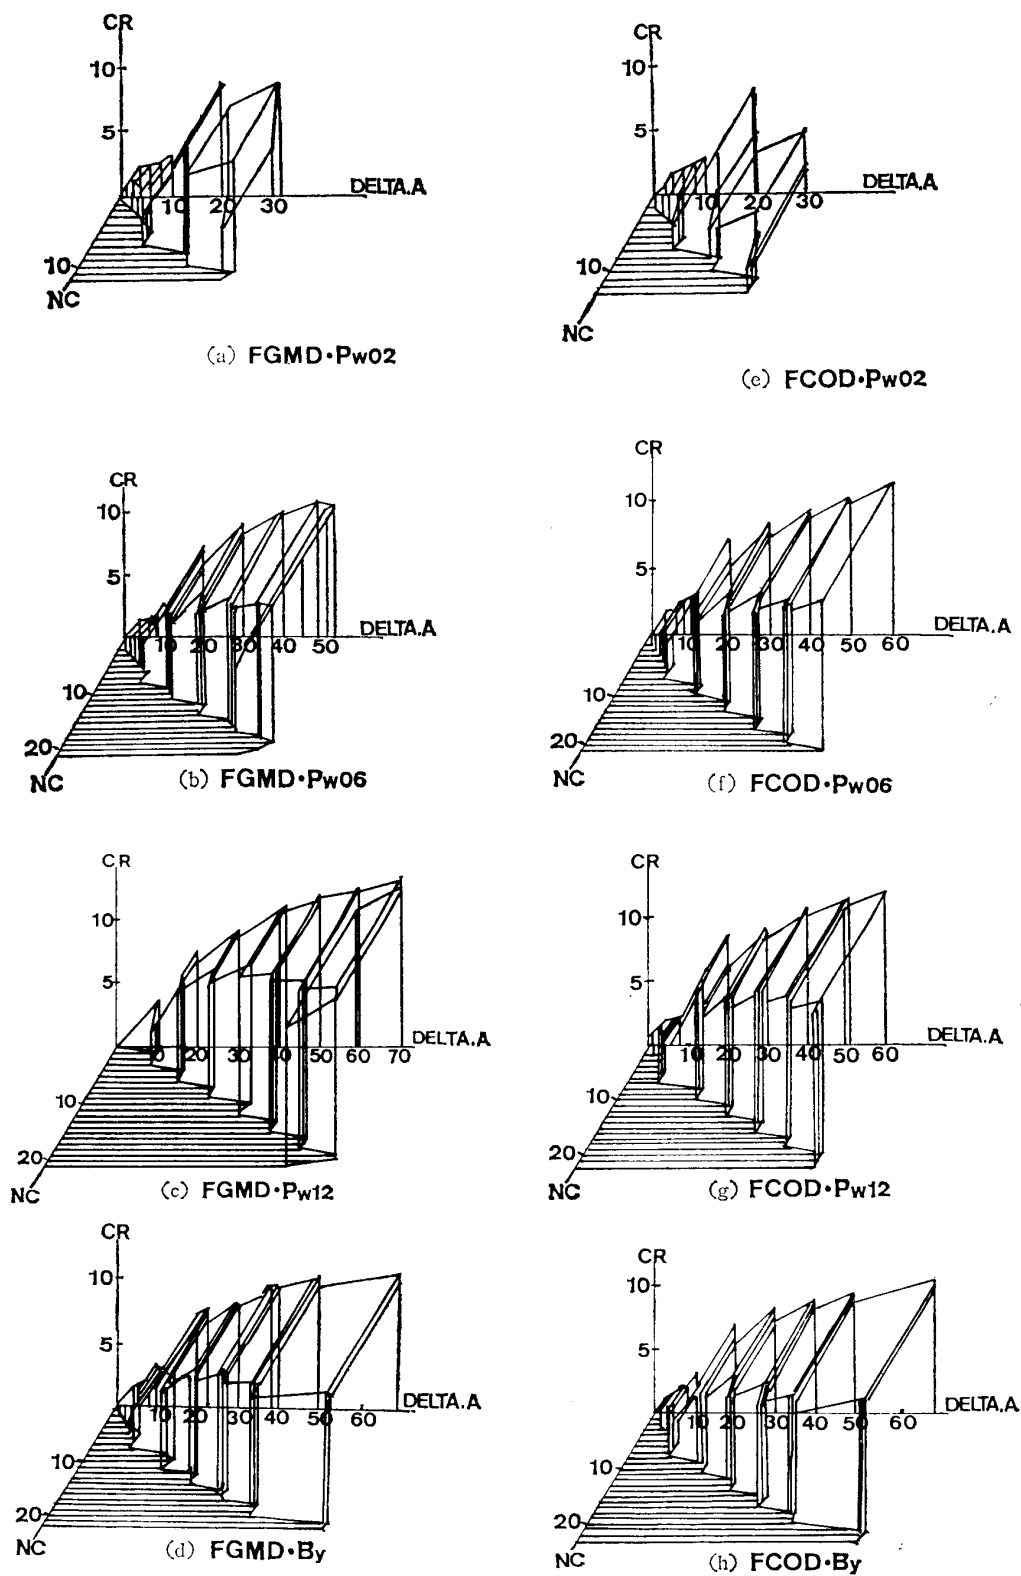 CR
10
5
DELTA.A
10 20 30
10
NC
(a) FGMD·Pw02
CR
10
5
DELTA.A
10 20 30
10
NC
(e) FCOD·Pw02
CR
10
5
DELTA.A
10 20 30 40 50
10
20
NC
(b) FGMD·Pw06
CR
10
5
DELTA.A
10 20 30 40 50 60
10
20
NC
(f) FCOD·Pw06
CR
10
5
DELTA.A
20 30 40 50 60 70
10
20
NC
(c) FGMD·Pw12
CR
10
5
DELTA.A
10 20 30 40 50 60
10
20
NC
(g) FCOD·Pw12
CR
10
5
DELTA.A
10 20 30 40 50 60
10
20
NC
(d) FGMD·By
CR
10
5
DELTA.A
10 20 30 40 50 60
10
20
NC
(h) FCOD·By